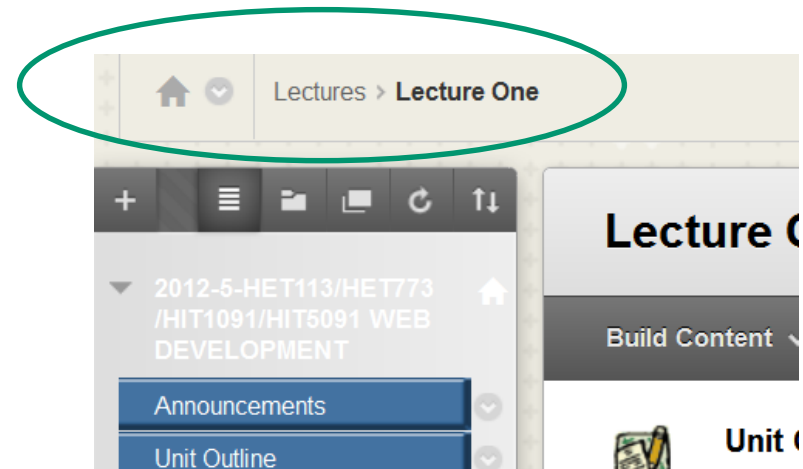 Lectures > Lecture One
Lecture
2012-5-HET113/HET773
/HIT1091/HIT5091 WEB
DEVELOPMENT
Build Content
Announcements
Unit
Unit Outline